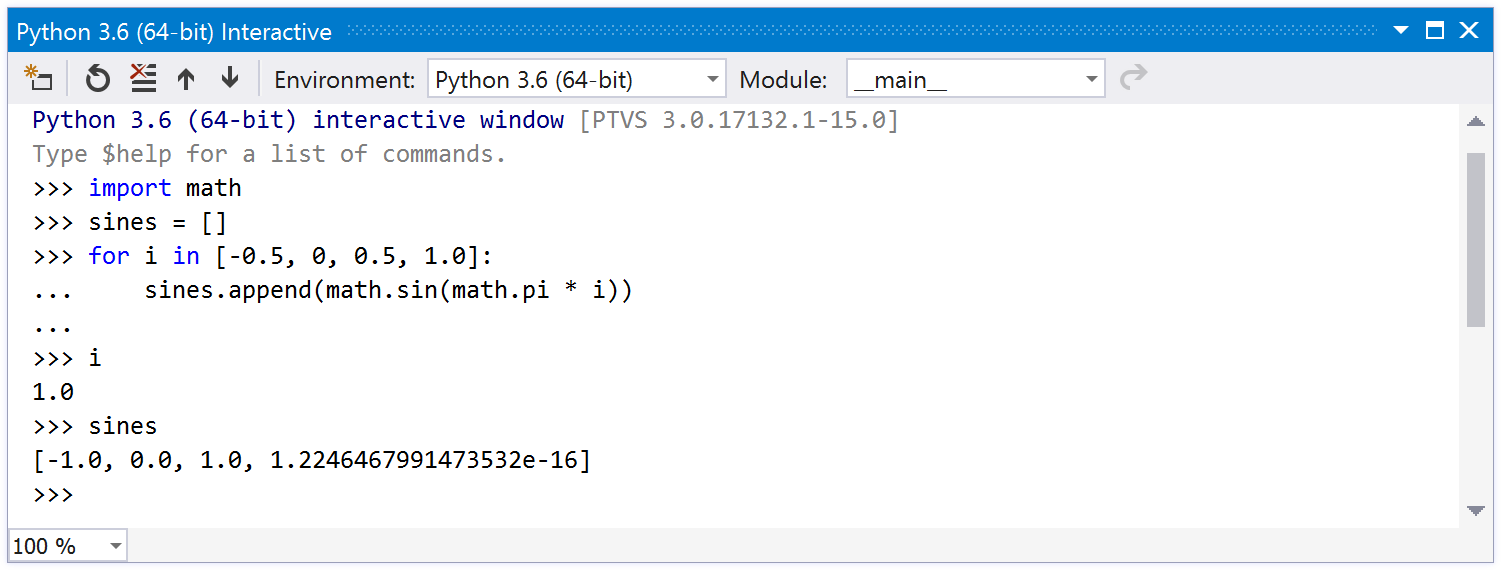 Python 3.6 (64-bit) Interactive
Environment: Python 3.6 (64-bit) Module: __main__
Python 3.6 (64-bit) interactive window [PTVS 3.0.17132.1-15.0]
Type $help for a list of commands.
>>> import math
>>> sines = []
>>> for i in [-0.5, 0, 0.5, 1.0]:
...     sines.append(math.sin(math.pi * i))
...
>>> i
1.0
>>> sines
[-1.0, 0.0, 1.0, 1.2246467991473532e-16]
>>>
100 %